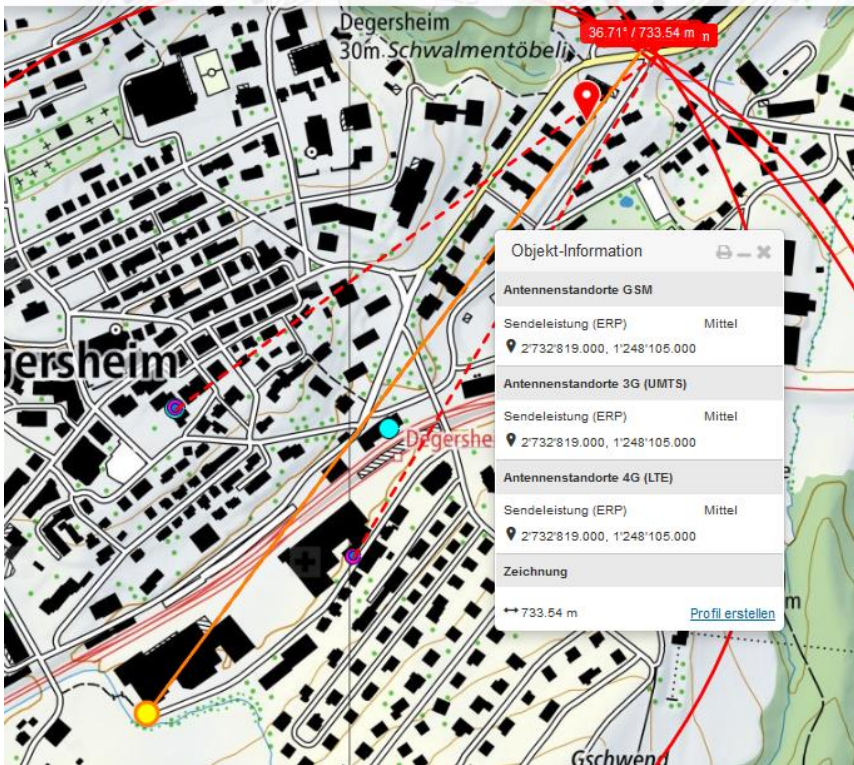 Degersheim
30m. Schwalmentöbeli
36.71° / 733.54 m
n
gersheim
Degershe
Objekt-Information
Antennenstandorte GSM
Sendeleistung (ERP) Mittel
2'732'819.000, 1'248'105.000
Antennenstandorte 3G (UMTS)
Sendeleistung (ERP) Mittel
2'732'819.000, 1'248'105.000
Antennenstandorte 4G (LTE)
Sendeleistung (ERP) Mittel
2'732'819.000, 1'248'105.000
Zeichnung
733.54 m Profil erstellen
m
Gschwend